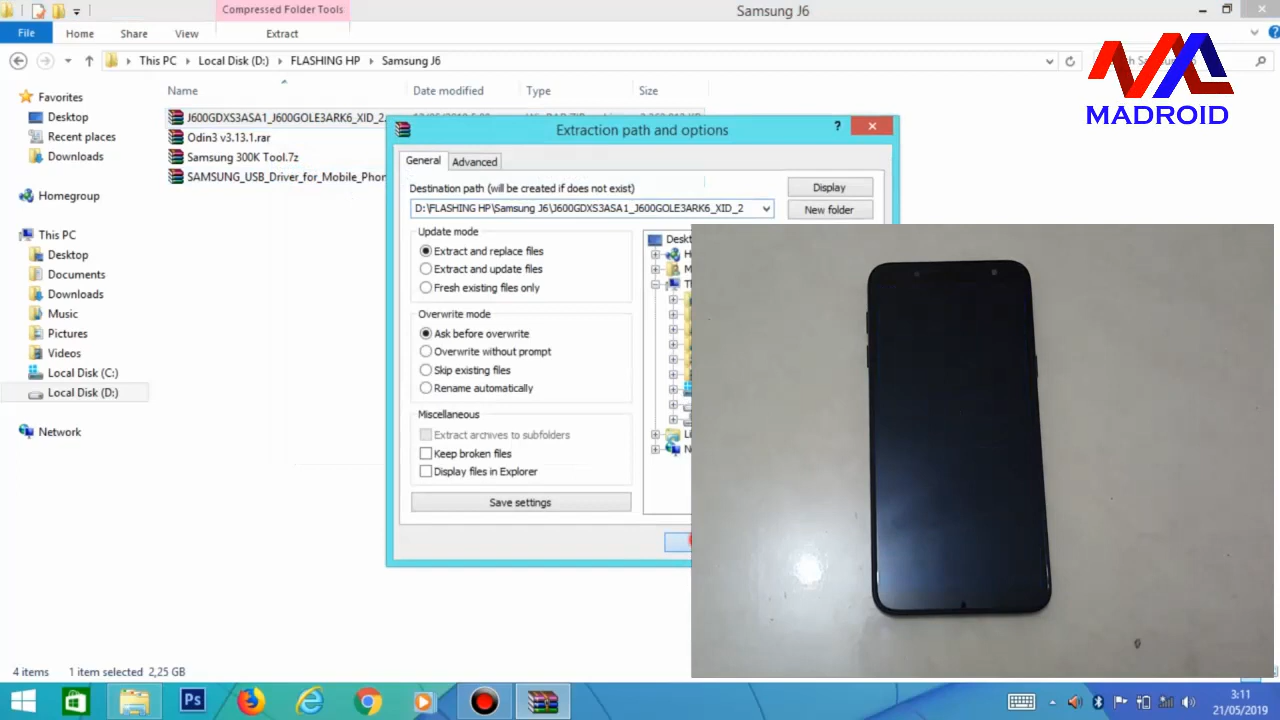 Compressed Folder Tools
Samsung J6
File
Home
Share
View
Extract
This PC
Local Disk (D:)
FLASHING HP
Samsung J6
MADROID
Name
Date modified
Type
Size
Favorites
Desktop
Recent places
Downloads
Homegroup
This PC
Desktop
Documents
Downloads
Music
Pictures
Videos
Local Disk (C:)
Local Disk (D:)
Network
J600GDXS3ASA1_J600GOLE3ARK6_XID_2
Odin3 v3.13.1.rar
Samsung 300K Tool.7z
SAMSUNG_USB_Driver_for_Mobile_Phon
Extraction path and options
?
General
Advanced
Destination path (will be created if does not exist)
Display
D:\FLASHING HP\Samsung J6\J600GDXS3ASA1_J600GOLE3ARK6_XID_2
New folder
Update mode
Extract and replace files
Extract and update files
Fresh existing files only
Overwrite mode
Ask before overwrite
Overwrite without prompt
Skip existing files
Rename automatically
Miscellaneous
Extract archives to subfolders
Keep broken files
Display files in Explorer
Save settings
Deskt
4 items
1 item selected 2,25 GB
Ps
3:11
21/05/2019